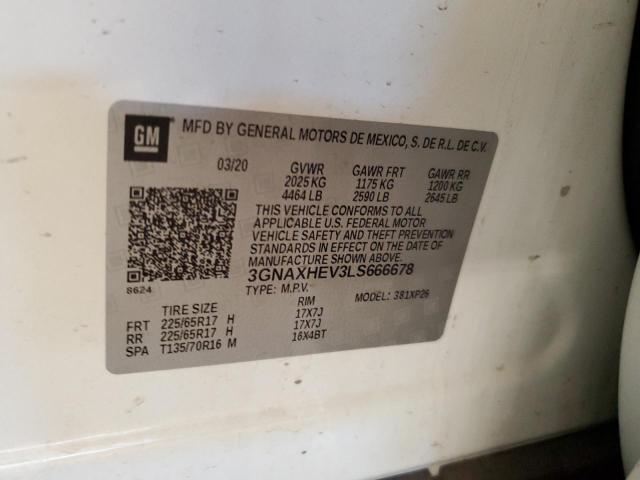 GM MFD BY GENERAL MOTORS DE MEXICO, S. DE R.L. DE C.V.
03/20 GVWR GAWR FRT GAWR RR
2025 KG 1175 KG 1200 KG
4464 LB 2590 LB 2645 LB
THIS VEHICLE CONFORMS TO ALL
APPLICABLE U.S. FEDERAL MOTOR
VEHICLE SAFETY AND THEFT PREVENTION
STANDARDS IN EFFECT ON THE DATE OF
MANUFACTURE SHOWN ABOVE.
3GNAXHEV3LS666678
8624 TYPE: M.P.V. MODEL: 381XP26
TIRE SIZE RIM
FRT 225/65R17 H 17X7J
RR 225/65R17 H 17X7J
SPA T135/70R16 M 16X4BT